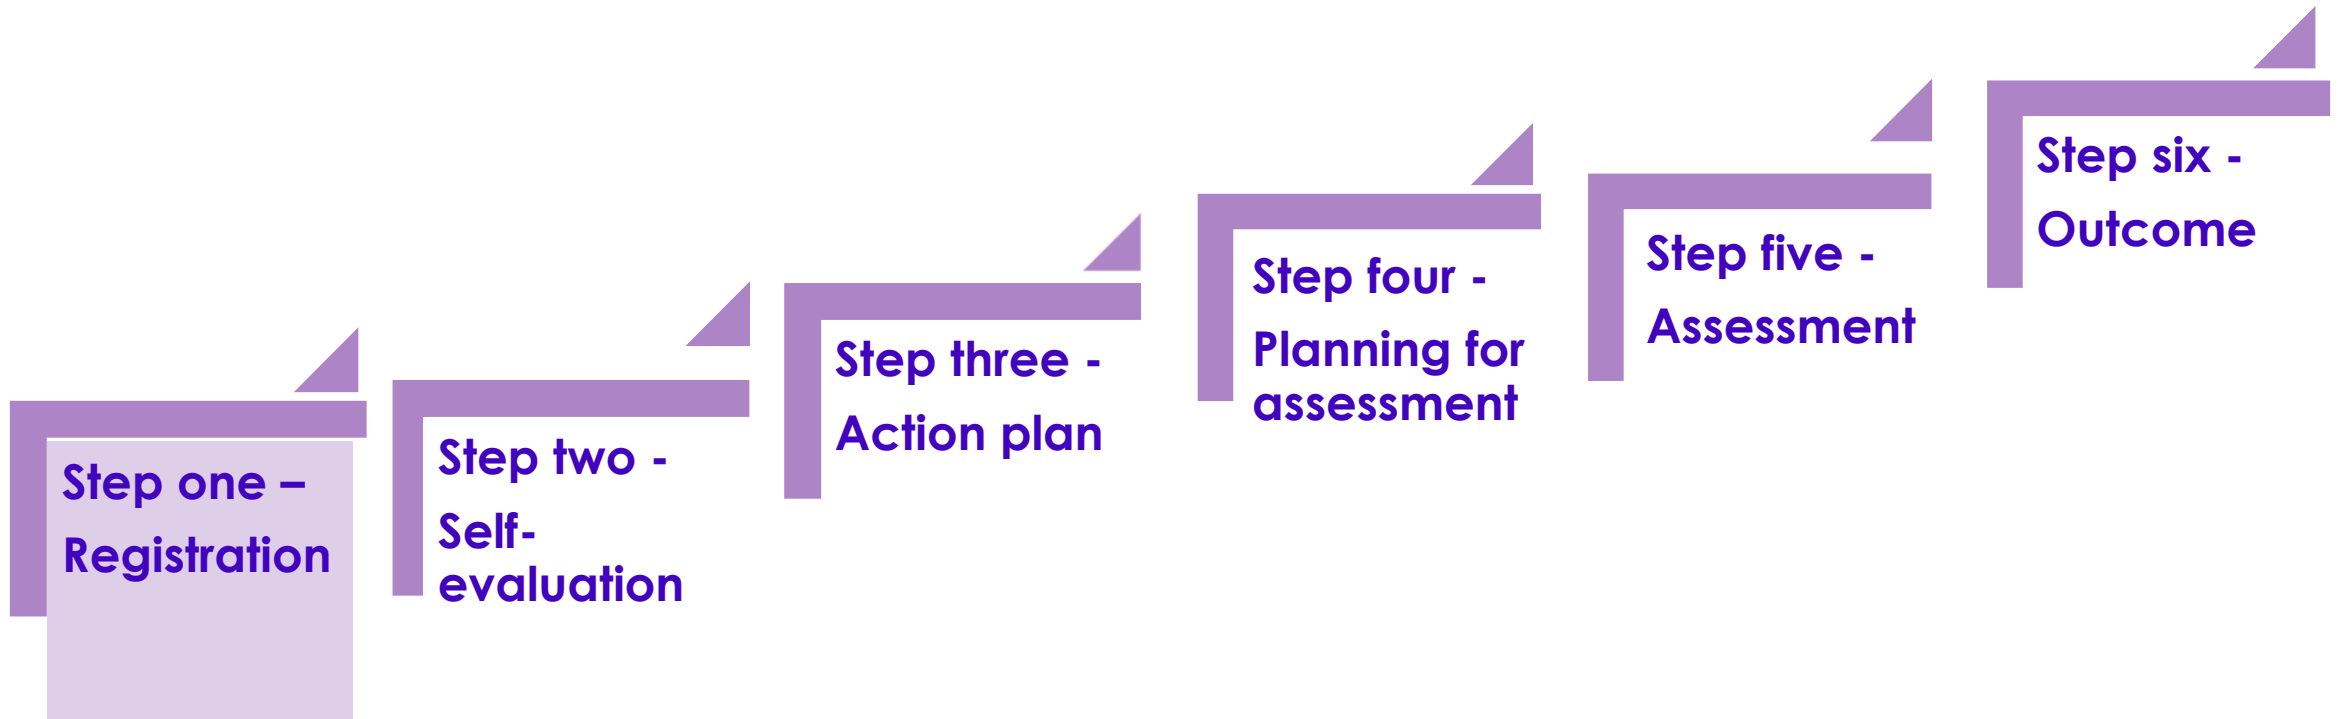 Step one –
Registration
Step two -
Self-
evaluation
Step three -
Action plan
Step four -
Planning for
assessment
Step five -
Assessment
Step six -
Outcome